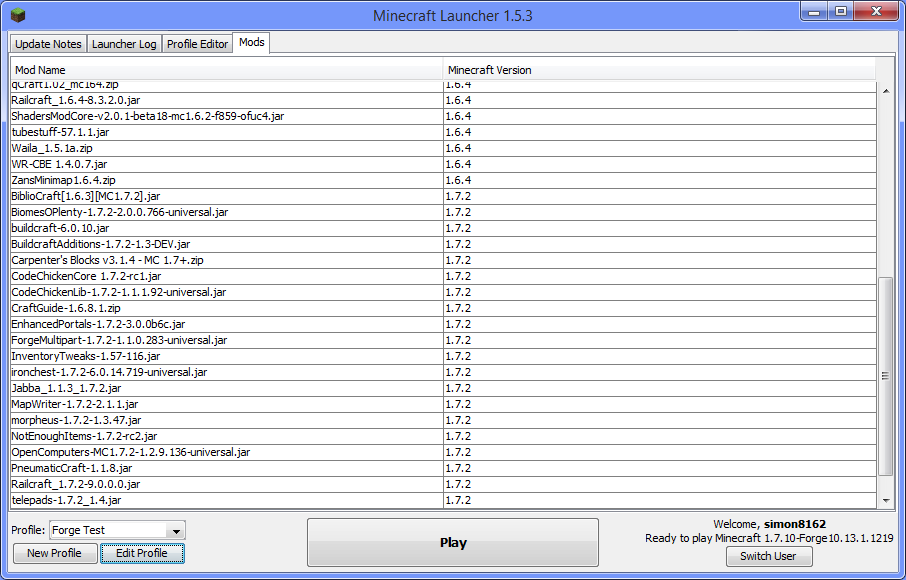 Minecraft Launcher 1.5.3
Update Notes Launcher Log Profile Editor Mods
Mod Name Minecraft Version
qCraft1.02_mc164.zip 1.6.4
Railcraft_1.6.4-8.3.2.0.jar 1.6.4
ShadersModCore-v2.0.1-beta18-mc1.6.2-f859-ofuc4.jar 1.6.4
tubestuff-57.1.1.jar 1.6.4
Waila_1.5.1a.zip 1.6.4
WR-CBE 1.4.0.7.jar 1.6.4
ZansMinimap1.6.4.zip 1.6.4
BiblioCraft[1.6.3][MC1.7.2].jar 1.7.2
BiomesOPlenty-1.7.2-2.0.0.766-universal.jar 1.7.2
buildcraft-6.0.10.jar 1.7.2
BuildcraftAdditions-1.7.2-1.3-DEV.jar 1.7.2
Carpenter's Blocks v3.1.4 - MC 1.7+.zip 1.7.2
CodeChickenCore 1.7.2-rc1.jar 1.7.2
CodeChickenLib-1.7.2-1.1.1.92-universal.jar 1.7.2
CraftGuide-1.6.8.1.zip 1.7.2
EnhancedPortals-1.7.2-3.0.0b6c.jar 1.7.2
ForgeMultipart-1.7.2-1.1.0.283-universal.jar 1.7.2
InventoryTweaks-1.57-116.jar 1.7.2
ironchest-1.7.2-6.0.14.719-universal.jar 1.7.2
Jabba_1.1.3_1.7.2.jar 1.7.2
MapWriter-1.7.2-2.1.1.jar 1.7.2
morpheus-1.7.2-1.3.47.jar 1.7.2
NotEnoughItems-1.7.2-rc2.jar 1.7.2
OpenComputers-MC1.7.2-1.2.9.136-universal.jar 1.7.2
PneumaticCraft-1.1.8.jar 1.7.2
Railcraft_1.7.2-9.0.0.0.jar 1.7.2
telepads-1.7.2_1.4.jar 1.7.2
Profile: Forge Test
New Profile Edit Profile
Play
Welcome, simon8162
Ready to play Minecraft 1.7.10-Forge10.13.1.1219
Switch User